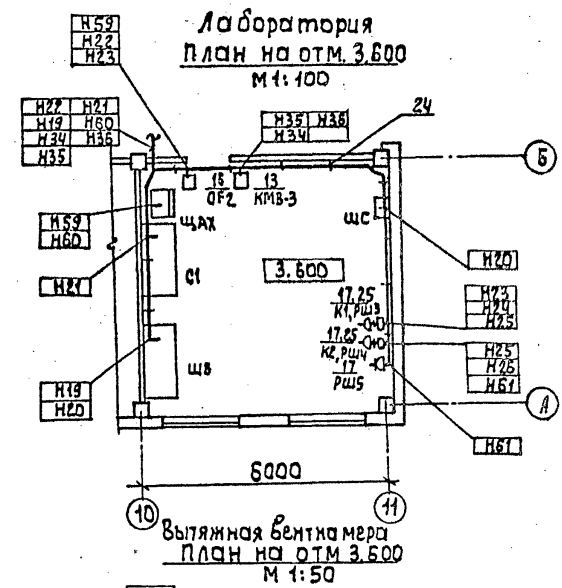 Лаборатория
План на отм. 3.600
М 1:100
Н59
Н22
Н23
Н22 Н21
Н19 Н60
Н34 Н36
Н35
Н35 Н36
Н34
24
Б
15
QF2
13
КМВ-3
Н59
Н60
ЩАХ
ЩС
Н20
Н21
С1
3.600
17,25
К1, РШ3
Н23
Н24
Н25
17,25
К2, РШ4
Н25
Н26
Н61
17
РШ5
Н19
Н20
ЩВ
А
Н61
6000
10
11
Вытяжная венткамера
План на отм 3.600
М 1:50